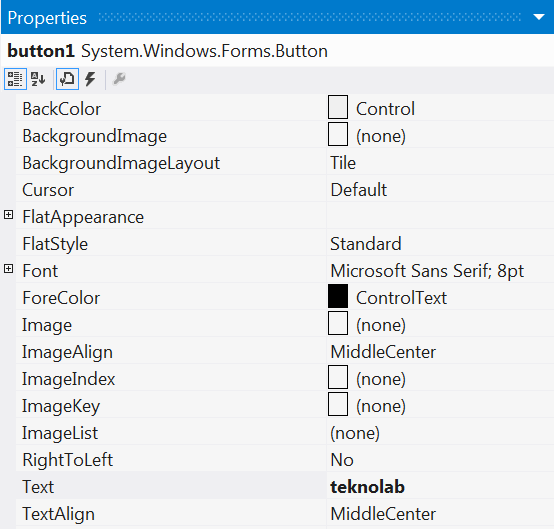 Properties
button1 System.Windows.Forms.Button
BackColor Control
BackgroundImage (none)
BackgroundImageLayout Tile
Cursor Default
FlatAppearance
FlatStyle Standard
Font Microsoft Sans Serif; 8pt
ForeColor ControlText
Image (none)
ImageAlign MiddleCenter
ImageIndex (none)
ImageKey (none)
ImageList (none)
RightToLeft No
Text teknolab
TextAlign MiddleCenter